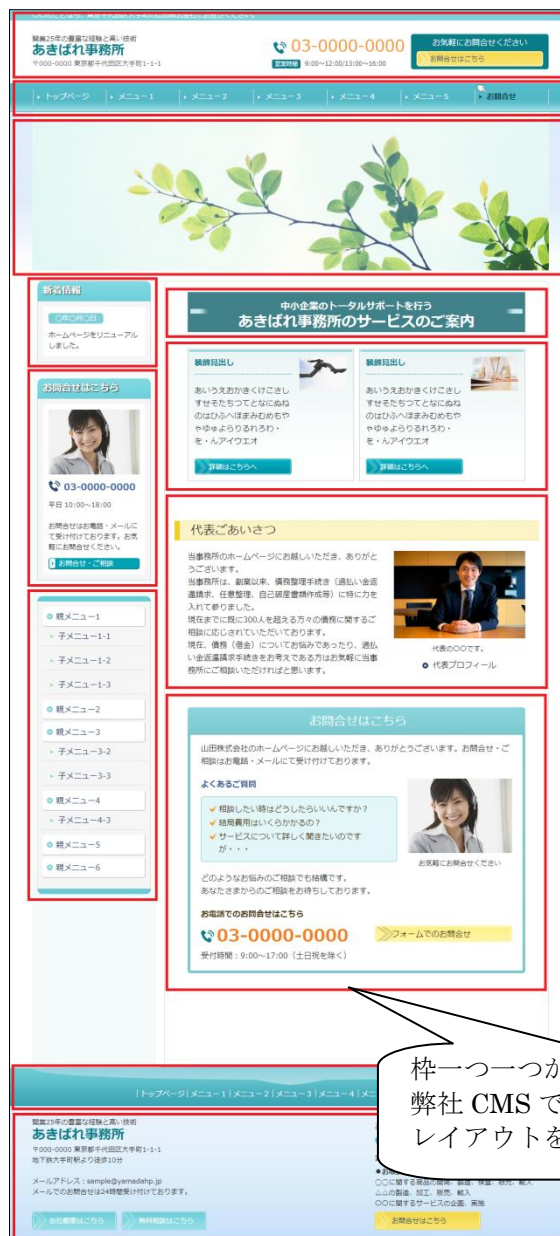 開業25年の豊富な経験と高い技術
あきばれ事務所
〒000-0000 東京都千代田区大手町1-1-1
03-0000-0000
営業時間 9:00~12:00/13:00~16:00
お気軽にお問合せください
お問合せはこちら
トップページ
メニュー1
メニュー2
メニュー3
メニュー4
メニュー5
お問合せ
新着情報
○年○月○日
ホームページをリニューアル
しました。
お問合せはこちら
03-0000-0000
平日 10:00~18:00
お問合せはお電話・メールに
て受け付けております。お気
軽にお問合せください。
お問合せ・ご相談
親メニュー1
子メニュー1-1
子メニュー1-2
子メニュー1-3
親メニュー2
親メニュー3
子メニュー3-2
子メニュー3-3
親メニュー4
子メニュー4-3
親メニュー5
親メニュー6
中小企業のトータルサポートを行う
あきばれ事務所のサービスのご案内
装飾見出し
あいうえおかきくけこさし
すせそたちつてとなにぬね
のはひふへほまみむめもや
やゆゅよらりるれろわ・
を・んアイウエオ
詳細はこちらへ
装飾見出し
あいうえおかきくけこさし
すせそたちつてとなにぬね
のはひふへほまみむめもや
やゆゅよらりるれろわ・
を・んアイウエオ
詳細はこちらへ
代表ごあいさつ
当事務所のホームページにお越しいただき、ありがと
うございます。
当事務所は、創業以来、債務整理手続き（過払い金返
還請求、任意整理、自己破産書類作成等）に特に力を
入れて参りました。
現在までに既に300人を超える方々の債務に関するご
相談に応じされていただいております。
現在、債務（借金）についてお悩みであったり、過払
い金返還請求手続きをお考えである方はお気軽に当事
務所にご相談いただければと思います。
代表の○○です。
代表プロフィール
お問合せはこちら
山田株式会社のホームページにお越しいただき、ありがとうございます。お問合せ・ご
相談はお電話・メールにて受け付けております。
よくあるご質問
相談したい時はどうしたらいいんですか？
結局費用はいくらかかるの？
サービスについて詳しく聞きたいのです
が・・・
お気軽にお問合せください
どのようなお悩みのご相談でも結構です。
あなたさまからのご相談をお待ちしております。
お電話でのお問合せはこちら
03-0000-0000
フォームでのお問合せ
受付時間：9:00~17:00（土日祝を除く）
枠一つ一つが
弊社 CMS で
レイアウトを
|トップページ|メニュー1|メニュー2|メニュー3|メニュー4|
開業25年の豊富な経験と高い技術
あきばれ事務所
〒000-0000 東京都千代田区大手町1-1-1
地下鉄大手町駅より徒歩10分
メールアドレス：sample@yamadahp.jp
メールでのお問合せは24時間受け付けております。
会社概要はこちら
無料相談はこちら
○○に関する商品の開発、製造、検査、販売、輸入
△△の製造、加工、販売、輸入
○○に関するサービスの企画、実施
お問合せはこちら